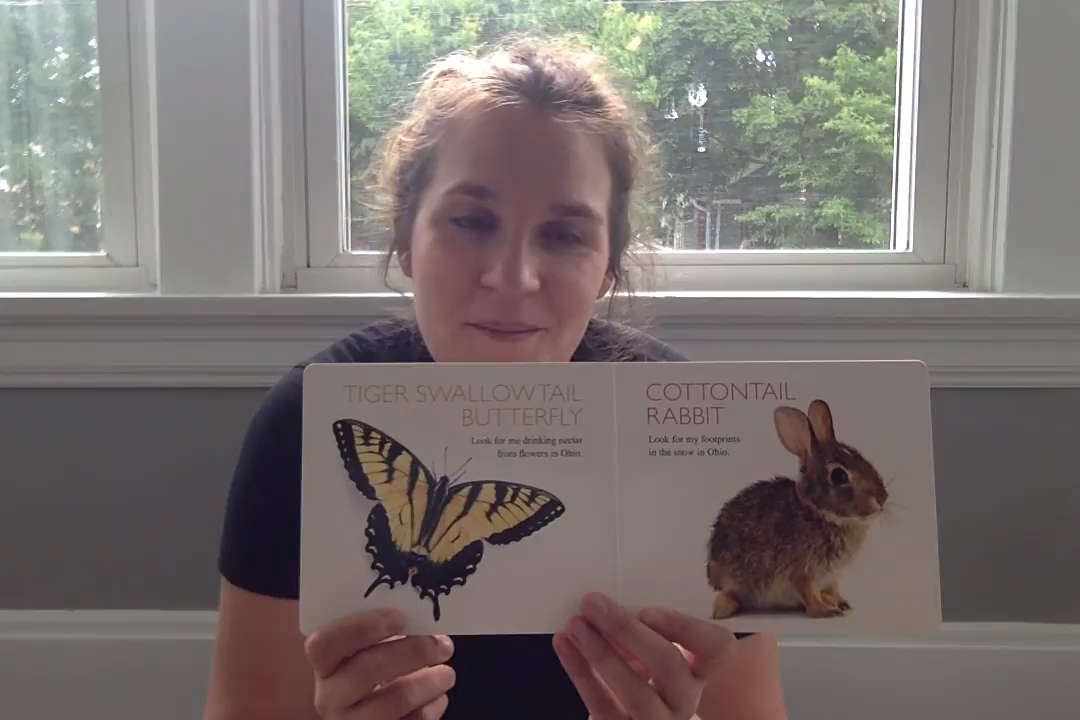 TIGER SWALLOWTAIL
BUTTERFLY
Look for me drinking nectar
from flowers in Ohio.
COTTONTAIL
RABBIT
Look for my footprints
in the snow in Ohio.